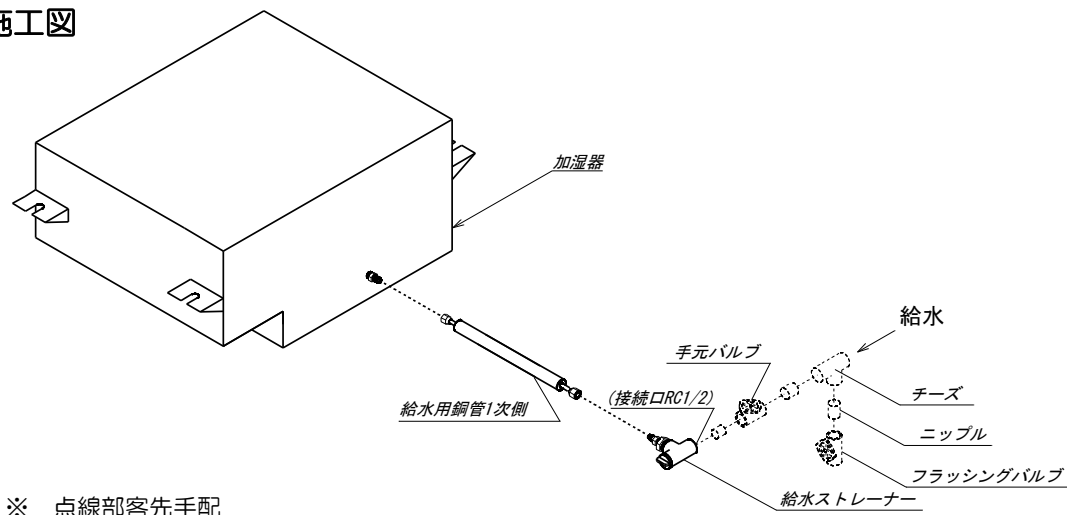 施工図
加湿器
給水
手元バルブ
チーズ
給水用銅管1次側
(接続口RC1/2)
ニップル
フラッシングバルブ
給水ストレーナー
※ 点線部客先手配